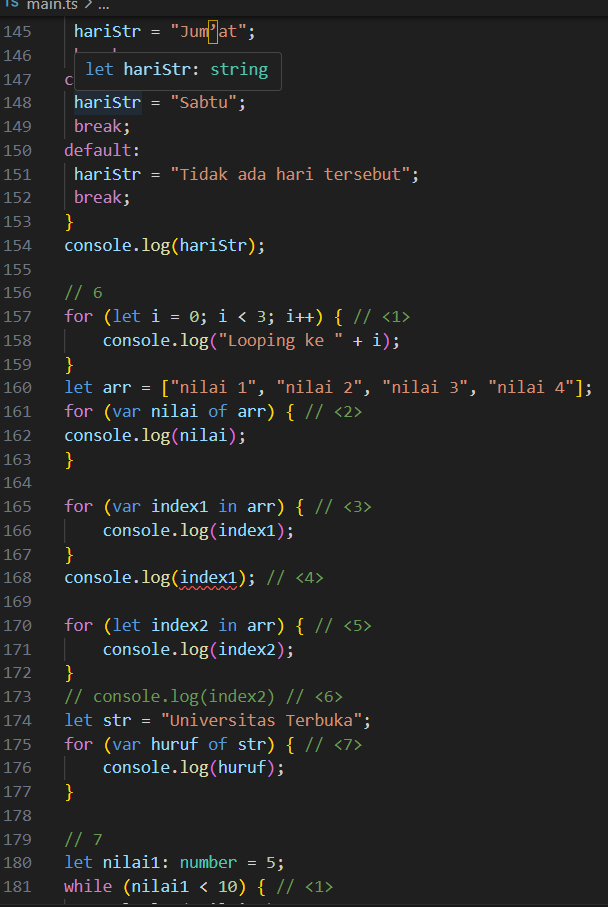 TS main.ts > ...
145 hariStr = "Jum’at";
146
let hariStr: string
147 c
148 hariStr = "Sabtu";
149 break;
150 default:
151 hariStr = "Tidak ada hari tersebut";
152 break;
153 }
154 console.log(hariStr);
155
156 // 6
157 for (let i = 0; i < 3; i++) { // <1>
158 console.log("Looping ke " + i);
159 }
160 let arr = ["nilai 1", "nilai 2", "nilai 3", "nilai 4"];
161 for (var nilai of arr) { // <2>
162 console.log(nilai);
163 }
164
165 for (var index1 in arr) { // <3>
166 console.log(index1);
167 }
168 console.log(index1); // <4>
169
170 for (let index2 in arr) { // <5>
171 console.log(index2);
172 }
173 // console.log(index2) // <6>
174 let str = "Universitas Terbuka";
175 for (var huruf of str) { // <7>
176 console.log(huruf);
177 }
178
179 // 7
180 let nilai1: number = 5;
181 while (nilai1 < 10) { // <1>